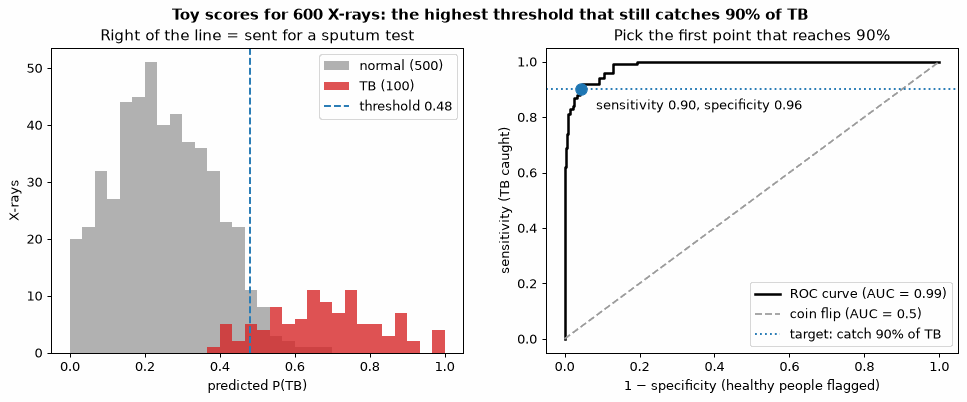 Toy scores for 600 X-rays: the highest threshold that still catches 90% of TB
Right of the line = sent for a sputum test
normal (500)
TB (100)
threshold 0.48
X-rays
50
40
30
20
10
0
0.0 0.2 0.4 0.6 0.8 1.0
predicted P(TB)
Pick the first point that reaches 90%
sensitivity 0.90, specificity 0.96
sensitivity (TB caught)
1.0
0.8
0.6
0.4
0.2
0.0
ROC curve (AUC = 0.99)
coin flip (AUC = 0.5)
target: catch 90% of TB
0.0 0.2 0.4 0.6 0.8 1.0
1 − specificity (healthy people flagged)